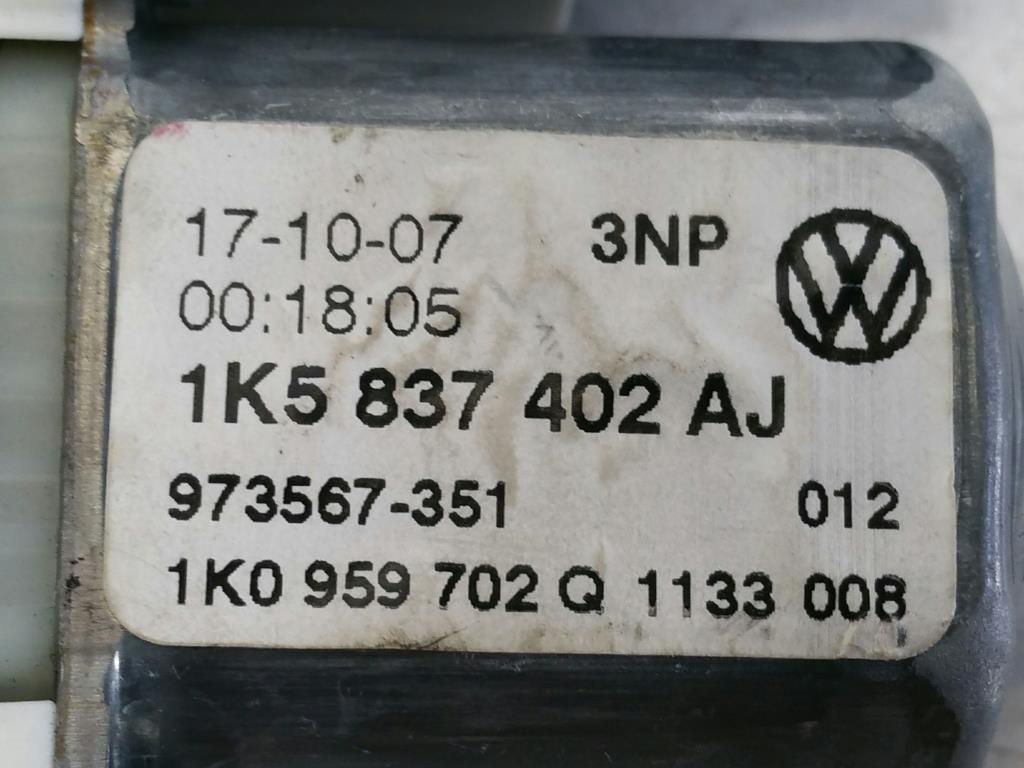 17-10-07 3NP
00:18:05
1K5 837 402 AJ
973567-351 012
1K0 959 702 Q 1133 008